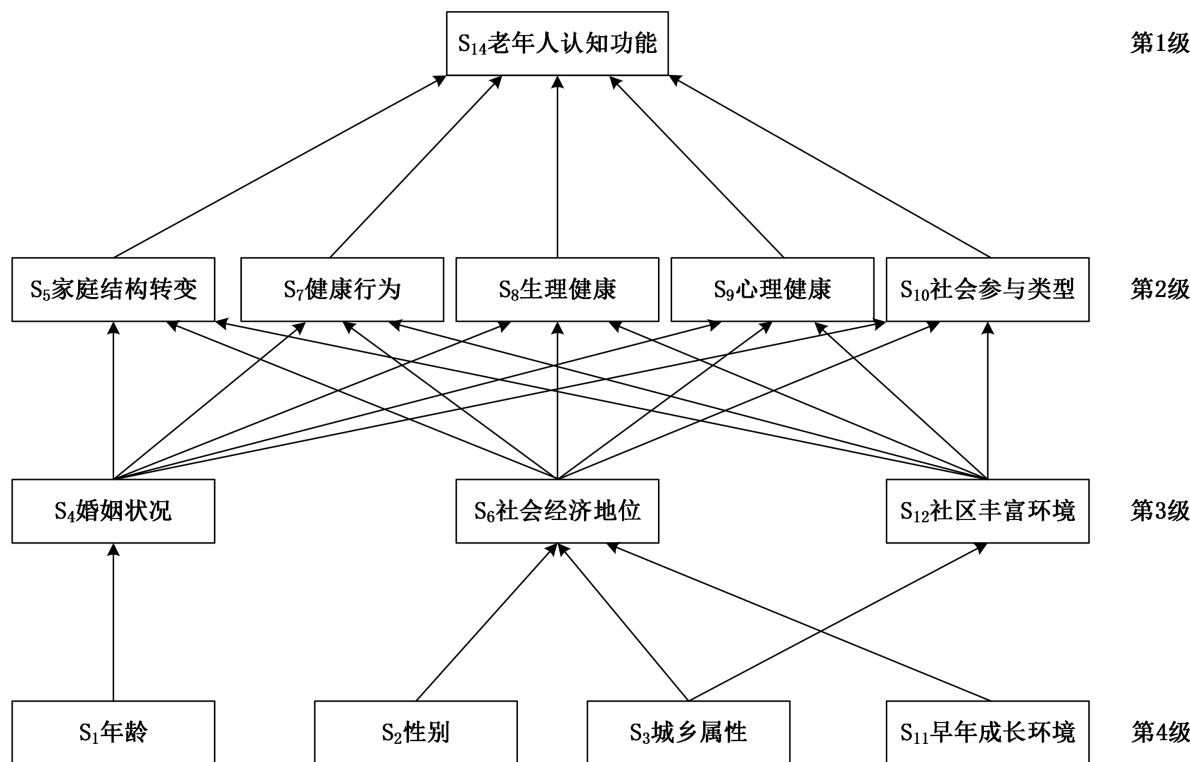 S₁₄老年人认知功能 第1级
S₅家庭结构转变 S₇健康行为 S₈生理健康 S₉心理健康 S₁₀社会参与类型 第2级
S₄婚姻状况 S₆社会经济地位 S₁₂社区丰富环境 第3级
S₁年龄 S₂性别 S₃城乡属性 S₁₁早年成长环境 第4级